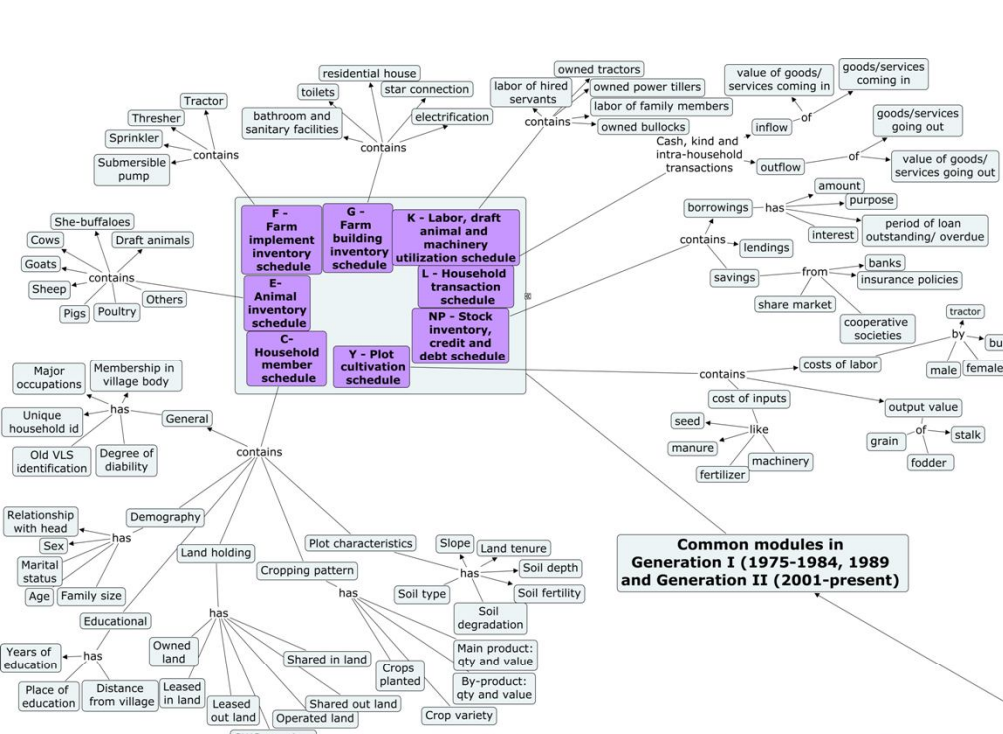 residential house
toilets
star connection
bathroom and
sanitary facilities
electrification
contains
owned tractors
labor of hired
servants
owned power tillers
labor of family members
contains
owned bullocks
value of goods/
services coming in
goods/services
coming in
of
inflow
goods/services
going out
Cash, kind and
intra-household
transactions
outflow
of
value of goods/
services going out
Tractor
Thresher
Sprinkler
Submersible
pump
contains
F -
Farm
implement
inventory
schedule
G -
Farm
building
inventory
schedule
K - Labor, draft
animal and
machinery
utilization schedule
L - Household
transaction
schedule
E-
Animal
inventory
schedule
NP - Stock
inventory,
credit and
debt schedule
C-
Household
member
schedule
Y - Plot
cultivation
schedule
She-buffaloes
Cows
Draft animals
Goats
contains
Sheep
Others
Pigs
Poultry
amount
borrowings
has
purpose
interest
period of loan
outstanding/ overdue
contains
lendings
savings
from
banks
insurance policies
share market
cooperative
societies
tractor
by
bu
costs of labor
male
female
contains
cost of inputs
output value
seed
like
manure
machinery
fertilizer
of
grain
stalk
fodder
Major
occupations
Membership in
village body
has
Unique
household id
General
Old VLS
identification
Degree of
diability
contains
Relationship
with head
Demography
has
Sex
Marital
status
Age
Family size
Educational
Years of
education
has
Place of
education
Distance
from village
Land holding
has
Owned
land
Leased
in land
Leased
out land
Shared in land
Shared out land
Operated land
Cropping pattern
has
Crops
planted
Main product:
qty and value
By-product:
qty and value
Crop variety
Plot characteristics
Slope
Land tenure
has
Soil depth
Soil type
Soil fertility
Soil
degradation
Common modules in
Generation I (1975-1984, 1989
and Generation II (2001-present)